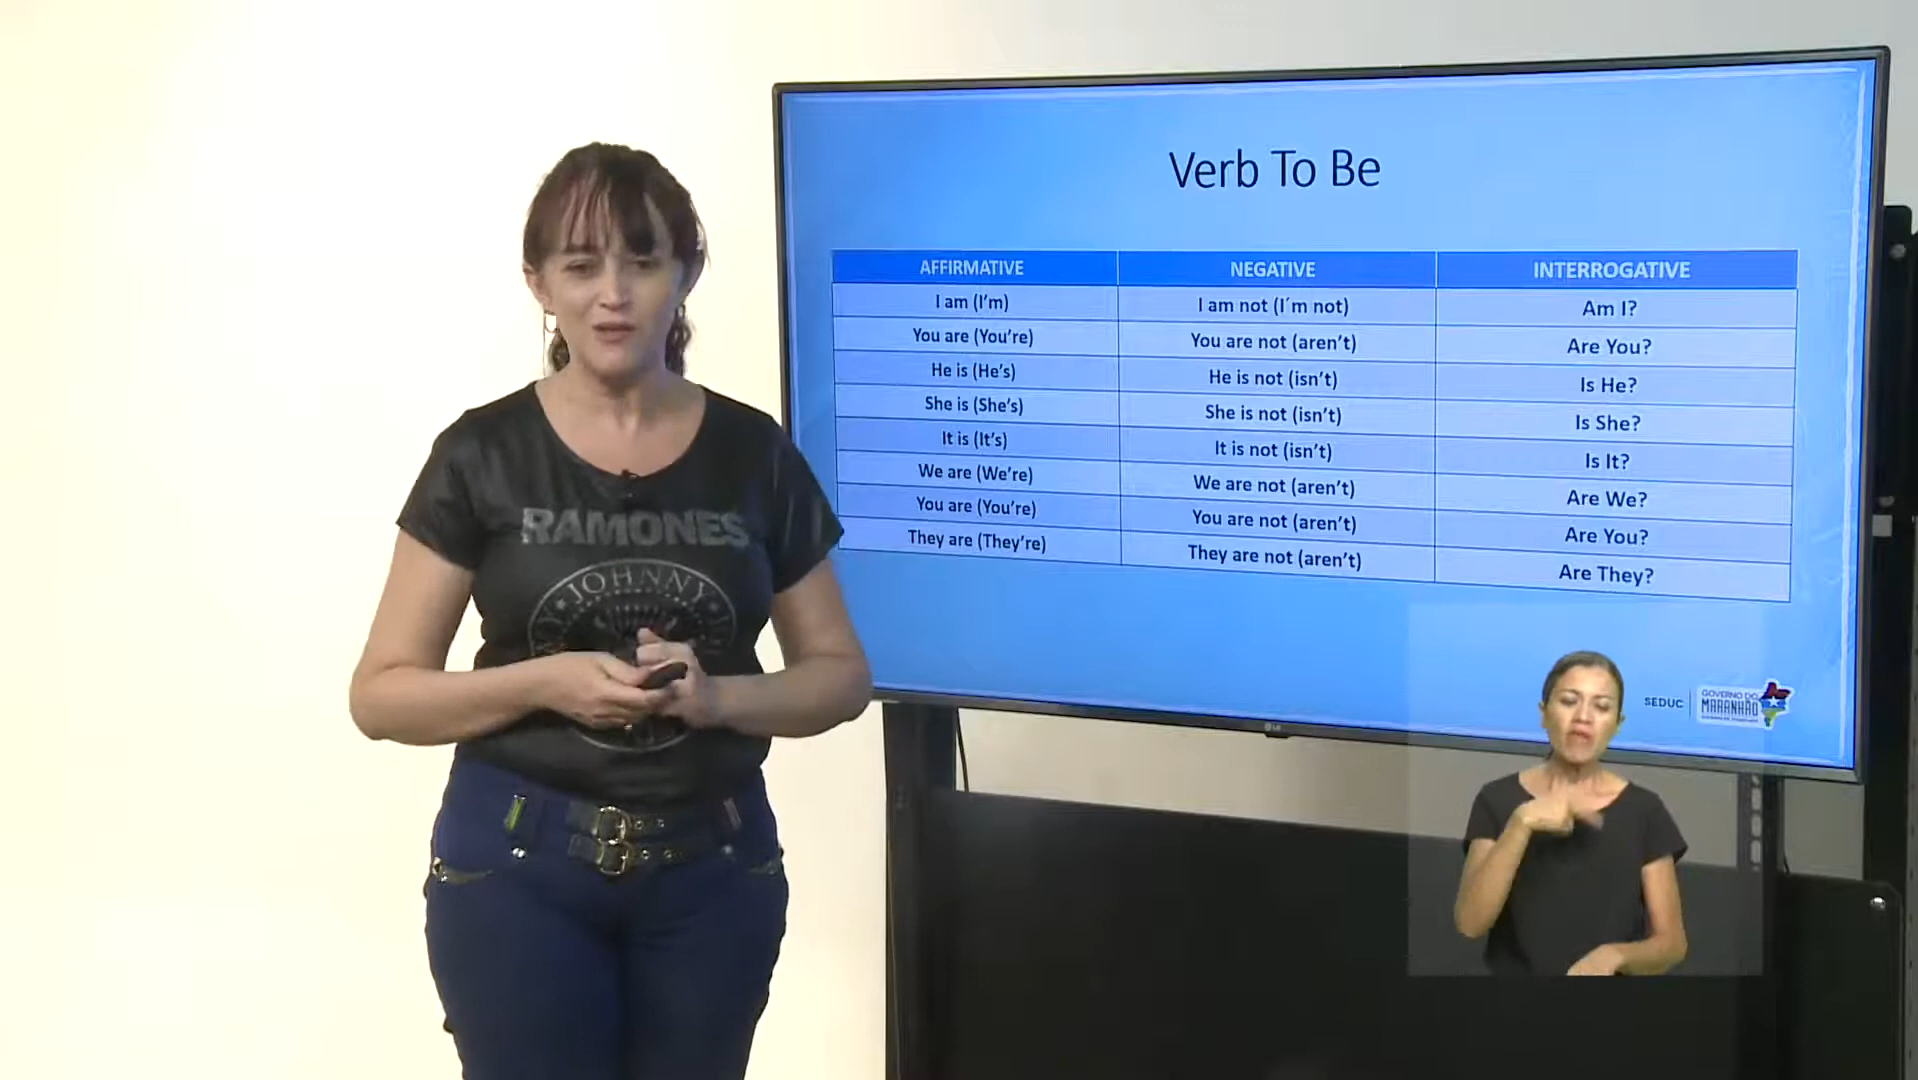 Verb To Be
AFFIRMATIVE NEGATIVE INTERROGATIVE
I am (I'm) I am not (I´m not) Am I?
You are (You're) You are not (aren't) Are You?
He is (He's) He is not (isn't) Is He?
She is (She's) She is not (isn't) Is She?
It is (It's) It is not (isn't) Is It?
We are (We're) We are not (aren't) Are We?
You are (You're) You are not (aren't) Are You?
They are (They're) They are not (aren't) Are They?
RAMONES
JOHNNY
SEDUC
GOVERNO DO
MARANHÃO
LG